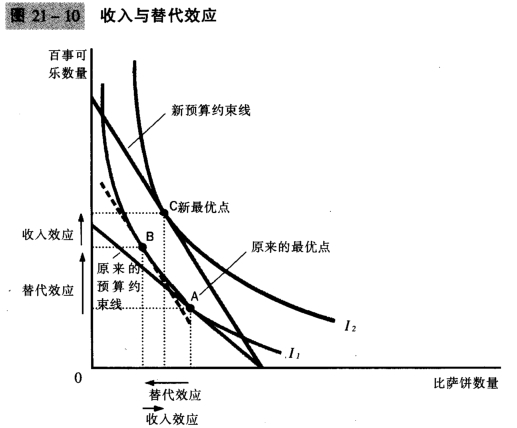 图 21-10 收入与替代效应
百事可
乐数量
新预算约束线
C新最优点
收入效应
B
原来的最优点
原来的
预算约
束线
替代效应
A
I₂
I₁
0
比萨饼数量
替代效应
收入效应